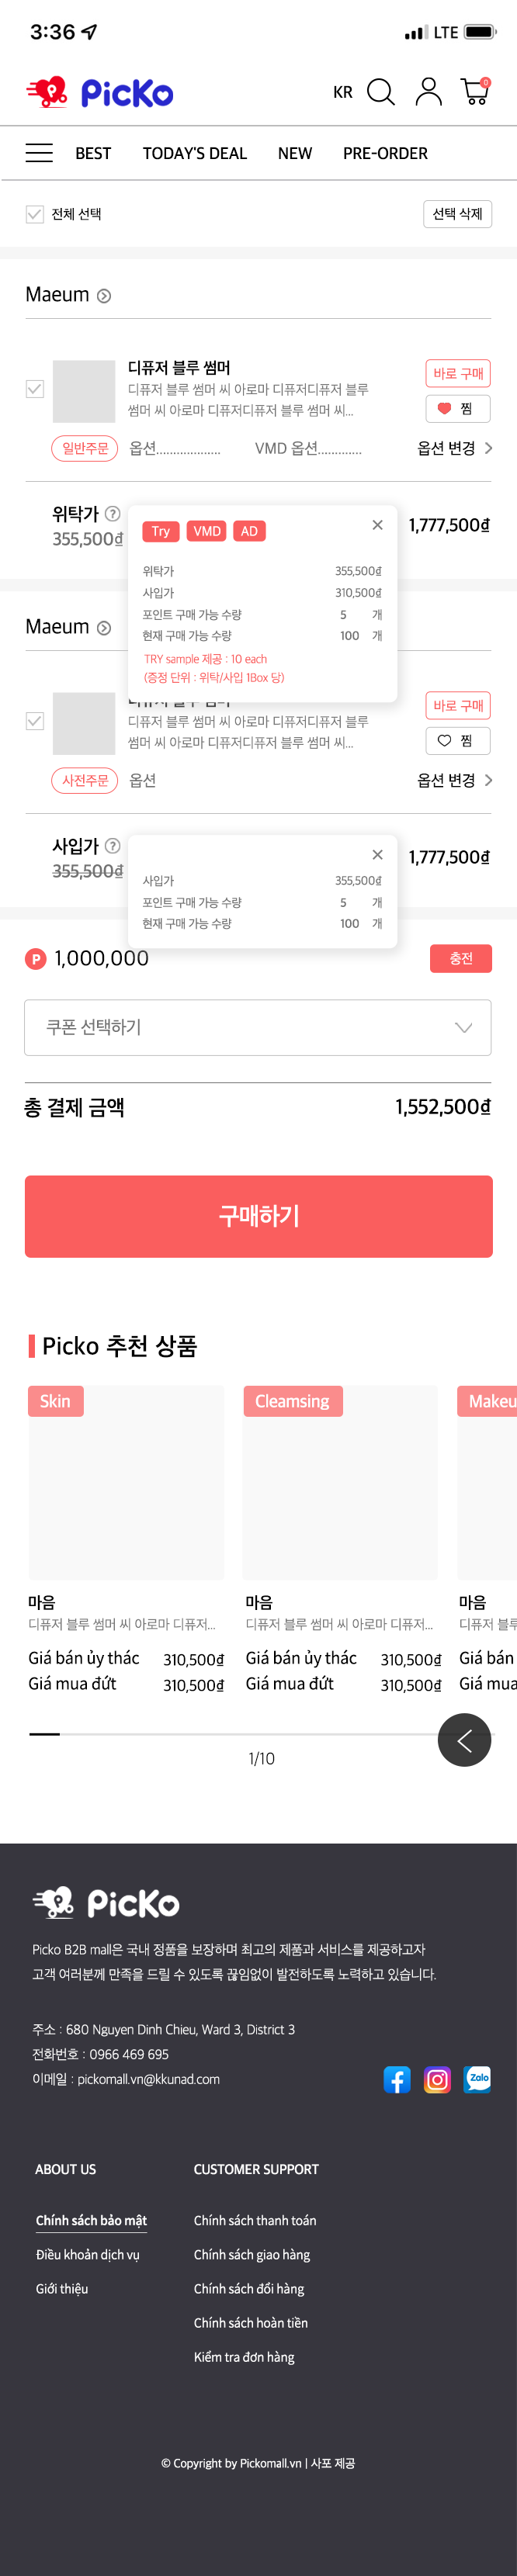 3:36 LTE
PicKo KR 0
BEST TODAY'S DEAL NEW PRE-ORDER
전체 선택 선택 삭제
Maeum
디퓨저 블루 썸머 바로 구매
디퓨저 블루 썸머 씨 아로마 디퓨저디퓨저 블루
썸머 씨 아로마 디퓨저디퓨저 블루 썸머 씨... 찜
일반주문 옵션................... VMD 옵션............. 옵션 변경
위탁가 ? 1,777,500₫
355,500₫
Try VMD AD
위탁가 355,500₫
사입가 310,500₫
포인트 구매 가능 수량 5 개
현재 구매 가능 수량 100 개
TRY sample 제공 : 10 each
(증정 단위 : 위탁/사입 1Box 당)
Maeum
디퓨저 블루 썸머 바로 구매
디퓨저 블루 썸머 씨 아로마 디퓨저디퓨저 블루
썸머 씨 아로마 디퓨저디퓨저 블루 썸머 씨... 찜
사전주문 옵션 옵션 변경
사입가 ? 1,777,500₫
355,500₫
사입가 355,500₫
포인트 구매 가능 수량 5 개
현재 구매 가능 수량 100 개
P 1,000,000 충전
쿠폰 선택하기
총 결제 금액 1,552,500₫
구매하기
Picko 추천 상품
Skin Cleamsing Makeu
마음 마음 마음
디퓨저 블루 썸머 씨 아로마 디퓨저... 디퓨저 블루 썸머 씨 아로마 디퓨저... 디퓨저 블루
Giá bán ủy thác 310,500₫ Giá bán ủy thác 310,500₫ Giá bán
Giá mua đứt 310,500₫ Giá mua đứt 310,500₫ Giá mua
1/10
PicKo
Picko B2B mall은 국내 정품을 보장하며 최고의 제품과 서비스를 제공하고자
고객 여러분께 만족을 드릴 수 있도록 끊임없이 발전하도록 노력하고 있습니다.
주소 : 680 Nguyen Dinh Chieu, Ward 3, District 3
전화번호 : 0966 469 695
이메일 : pickomall.vn@kkunad.com
Zalo
ABOUT US CUSTOMER SUPPORT
Chính sách bảo mật Chính sách thanh toán
Điều khoản dịch vụ Chính sách giao hàng
Giới thiệu Chính sách đổi hàng
Chính sách hoàn tiền
Kiểm tra đơn hàng
© Copyright by Pickomall.vn | 사포 제공